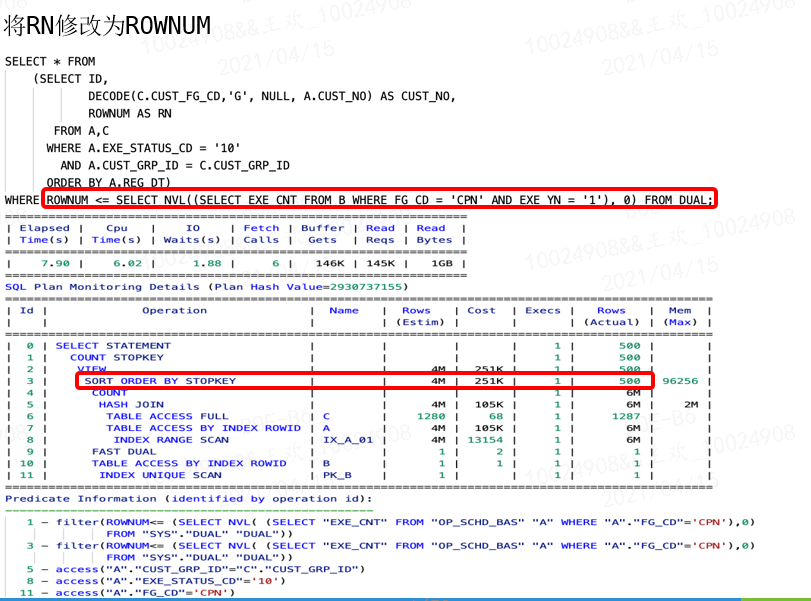 将RN修改为ROWNUM
SELECT * FROM
(SELECT ID,
DECODE(C.CUST_FG_CD,'G', NULL, A.CUST_NO) AS CUST_NO,
ROWNUM AS RN
FROM A,C
WHERE A.EXE_STATUS_CD = '10'
AND A.CUST_GRP_ID = C.CUST_GRP_ID
ORDER BY A.REG_DT)
WHERE ROWNUM <= SELECT NVL((SELECT EXE_CNT FROM B WHERE FG_CD = 'CPN' AND EXE_YN = '1'), 0) FROM DUAL;
| Elapsed | Cpu | IO | Fetch | Buffer | Read | Read |
| Time(s) | Time(s) | Waits(s) | Calls | Gets | Reqs | Bytes |
| 7.90 | 6.02 | 1.88 | 6 | 146K | 145K | 1GB |
SQL Plan Monitoring Details (Plan Hash Value=2930737155)
| Id | Operation | Name | Rows | Cost | Execs | Rows | Mem |
| | | | (Estim) | | | (Actual) | (Max) |
| 0 | SELECT STATEMENT | | | | 1 | 500 | |
| 1 | COUNT STOPKEY | | | | 1 | 500 | |
| 2 | VIEW | | 4M | 251K | 1 | 500 | |
| 3 | SORT ORDER BY STOPKEY | | 4M | 251K | 1 | 500 | 96256 |
| 4 | COUNT | | | | 1 | 6M | |
| 5 | HASH JOIN | | 4M | 105K | 1 | 6M | 2M |
| 6 | TABLE ACCESS FULL | C | 1280 | 68 | 1 | 1287 | |
| 7 | TABLE ACCESS BY INDEX ROWID | A | 4M | 105K | 1 | 6M | |
| 8 | INDEX RANGE SCAN | IX_A_01 | 4M | 13154 | 1 | 6M | |
| 9 | FAST DUAL | | 1 | 2 | 1 | 1 | |
| 10 | TABLE ACCESS BY INDEX ROWID | B | 1 | 1 | 1 | 1 | |
| 11 | INDEX UNIQUE SCAN | PK_B | 1 | | 1 | 1 | |
Predicate Information (identified by operation id):
1 - filter(ROWNUM<= (SELECT NVL( (SELECT "EXE_CNT" FROM "OP_SCHD_BAS" "A" WHERE "A"."FG_CD"='CPN'),0)
FROM "SYS"."DUAL" "DUAL"))
3 - filter(ROWNUM<= (SELECT NVL( (SELECT "EXE_CNT" FROM "OP_SCHD_BAS" "A" WHERE "A"."FG_CD"='CPN'),0)
FROM "SYS"."DUAL" "DUAL"))
5 - access("A"."CUST_GRP_ID"="C"."CUST_GRP_ID")
8 - access("A"."EXE_STATUS_CD"='10')
11 - access("A"."FG_CD"='CPN')
10024908&&王欢_10024908
2021/04/15